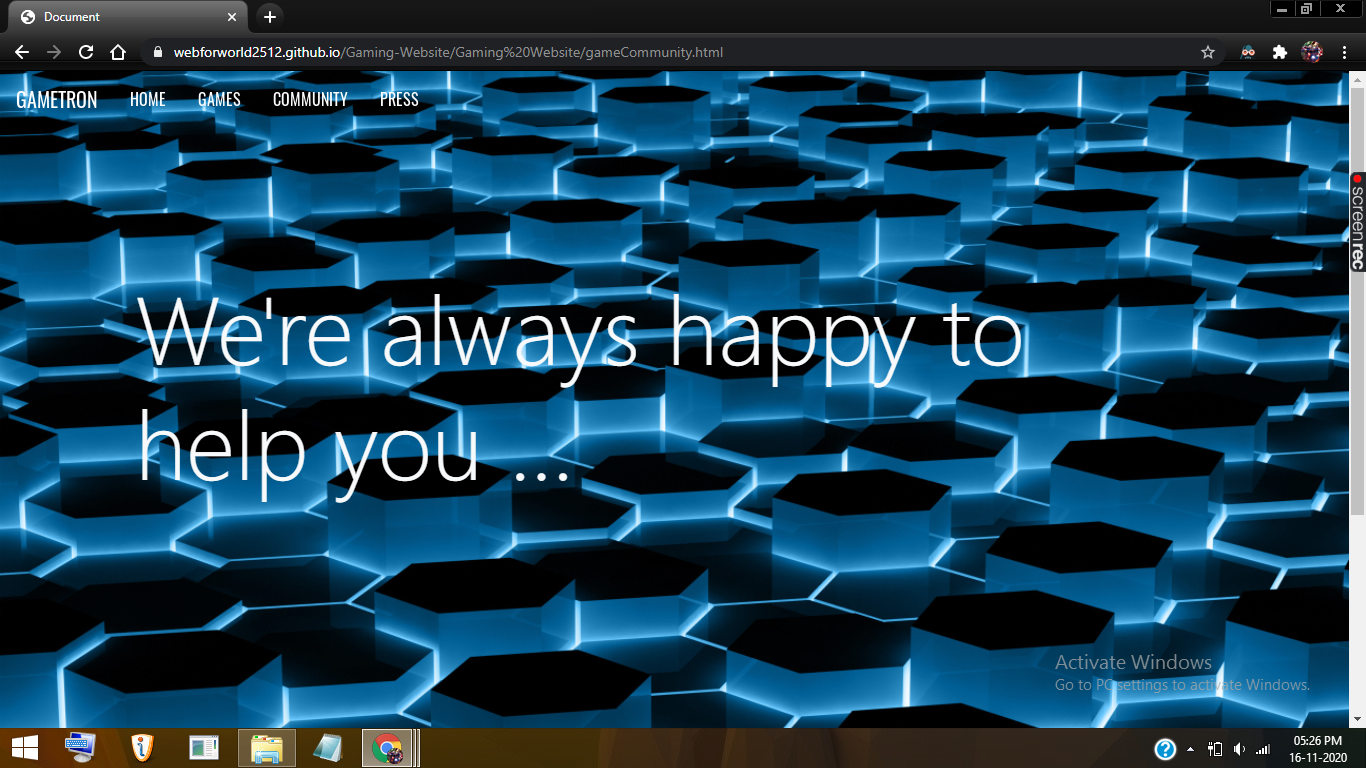 Document
webforworld2512.github.io/Gaming-Website/Gaming%20Website/gameCommunity.html
GAMETRON HOME GAMES COMMUNITY PRESS
screenrec
We're always happy to
help you ...
Activate Windows
Go to PC settings to activate Windows.
05:26 PM
16-11-2020